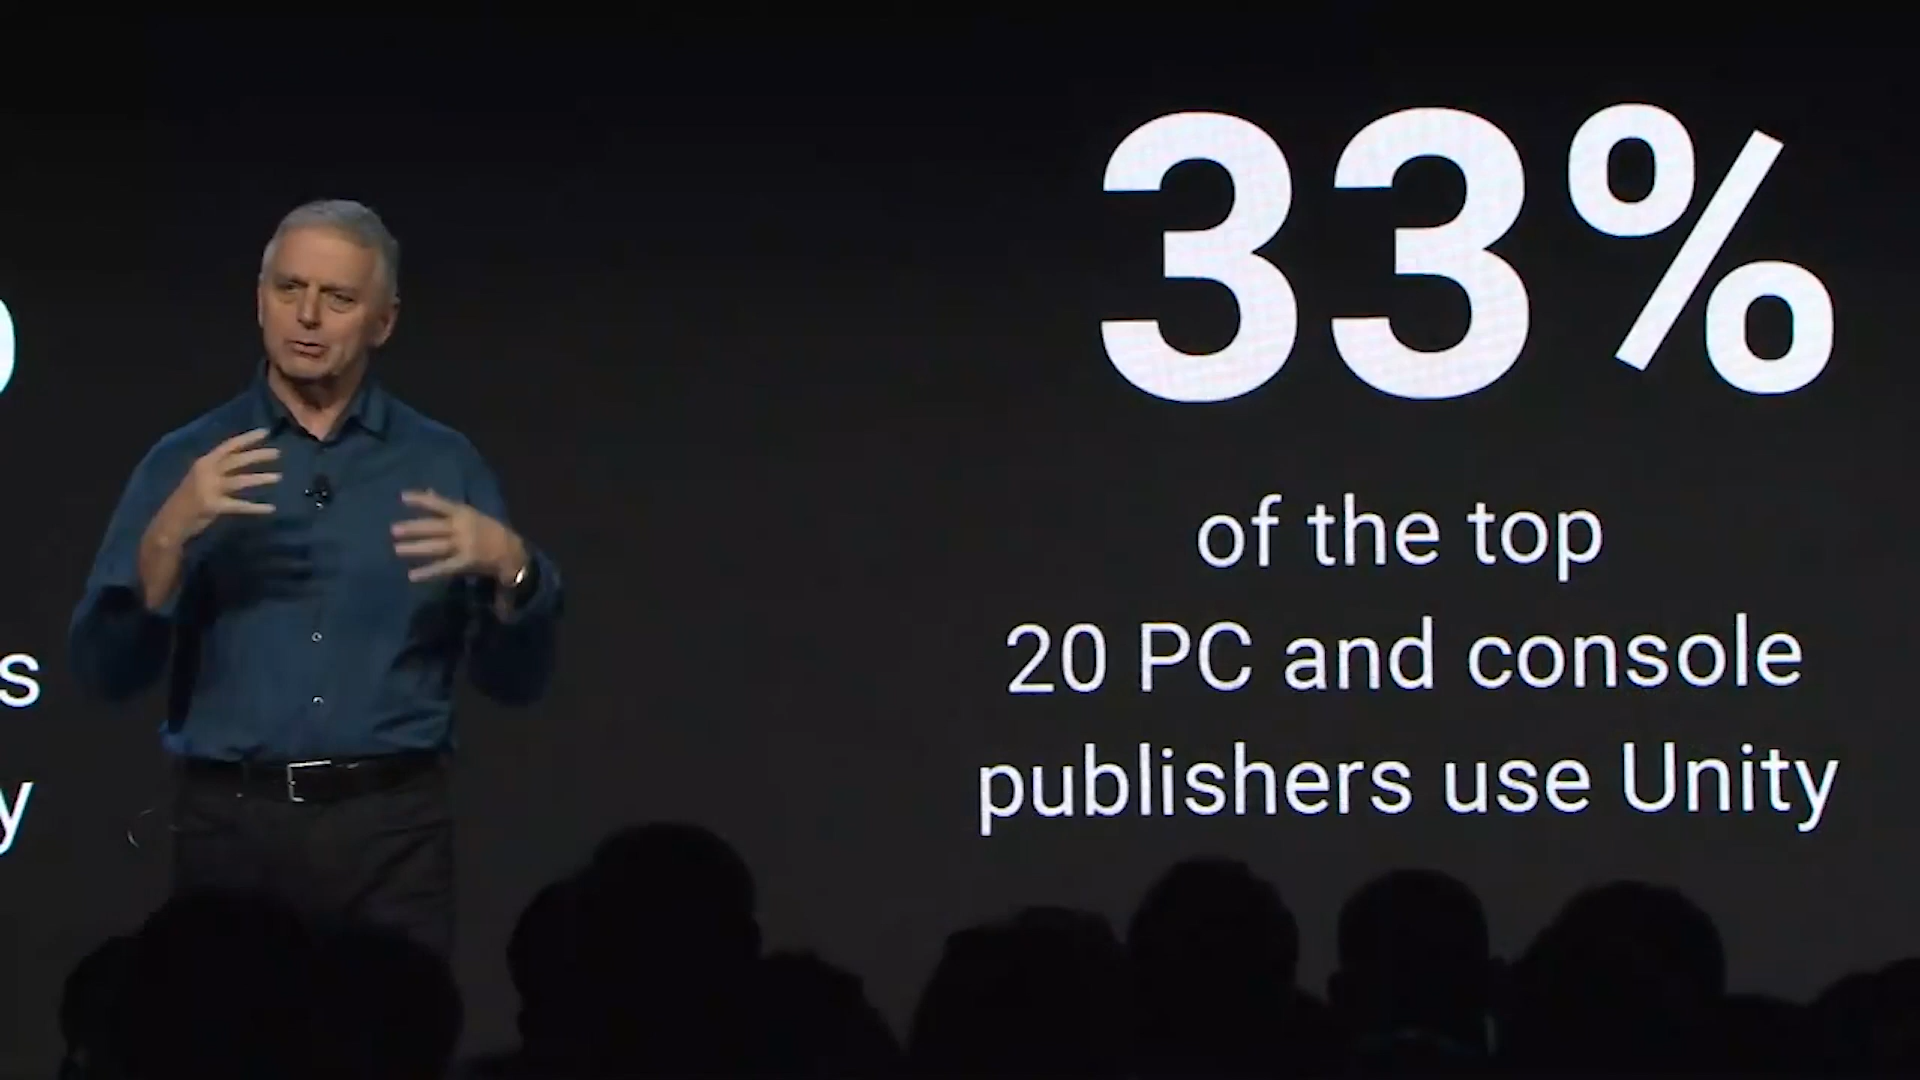 33%
of the top
20 PC and console
publishers use Unity